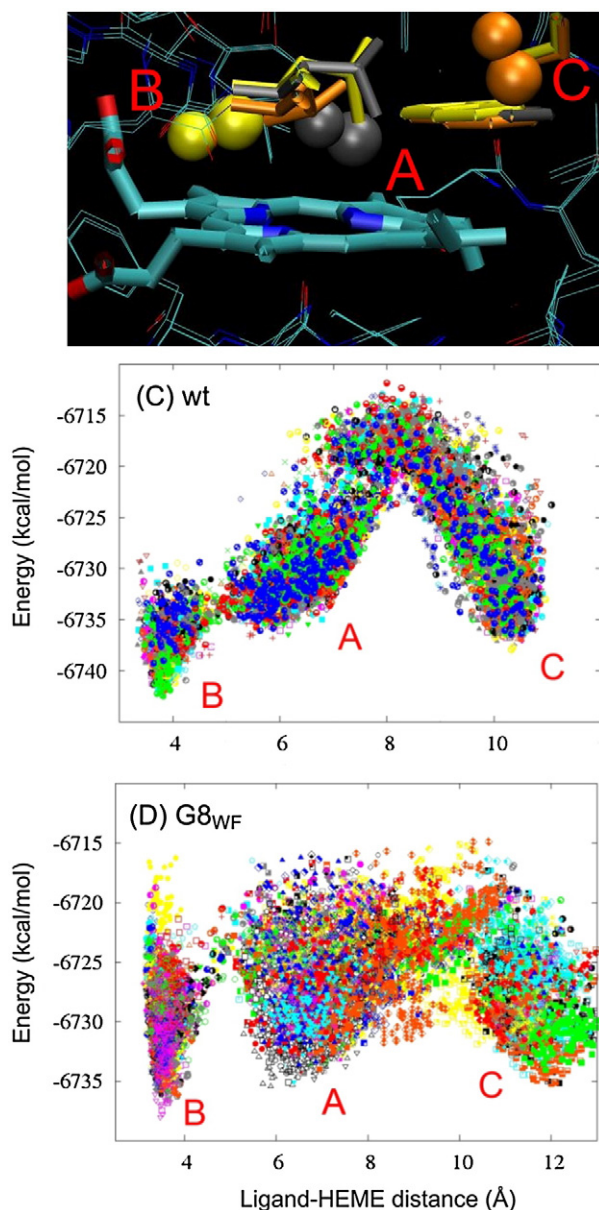 B
C
A
(C) wt
-6715
-6720
-6725
-6730
-6735
-6740
Energy (kcal/mol)
A
B
C
4
6
8
10
(D) G8WF
-6715
-6720
-6725
-6730
-6735
Energy (kcal/mol)
B
A
C
4
6
8
10
12
Ligand-HEME distance (Å)